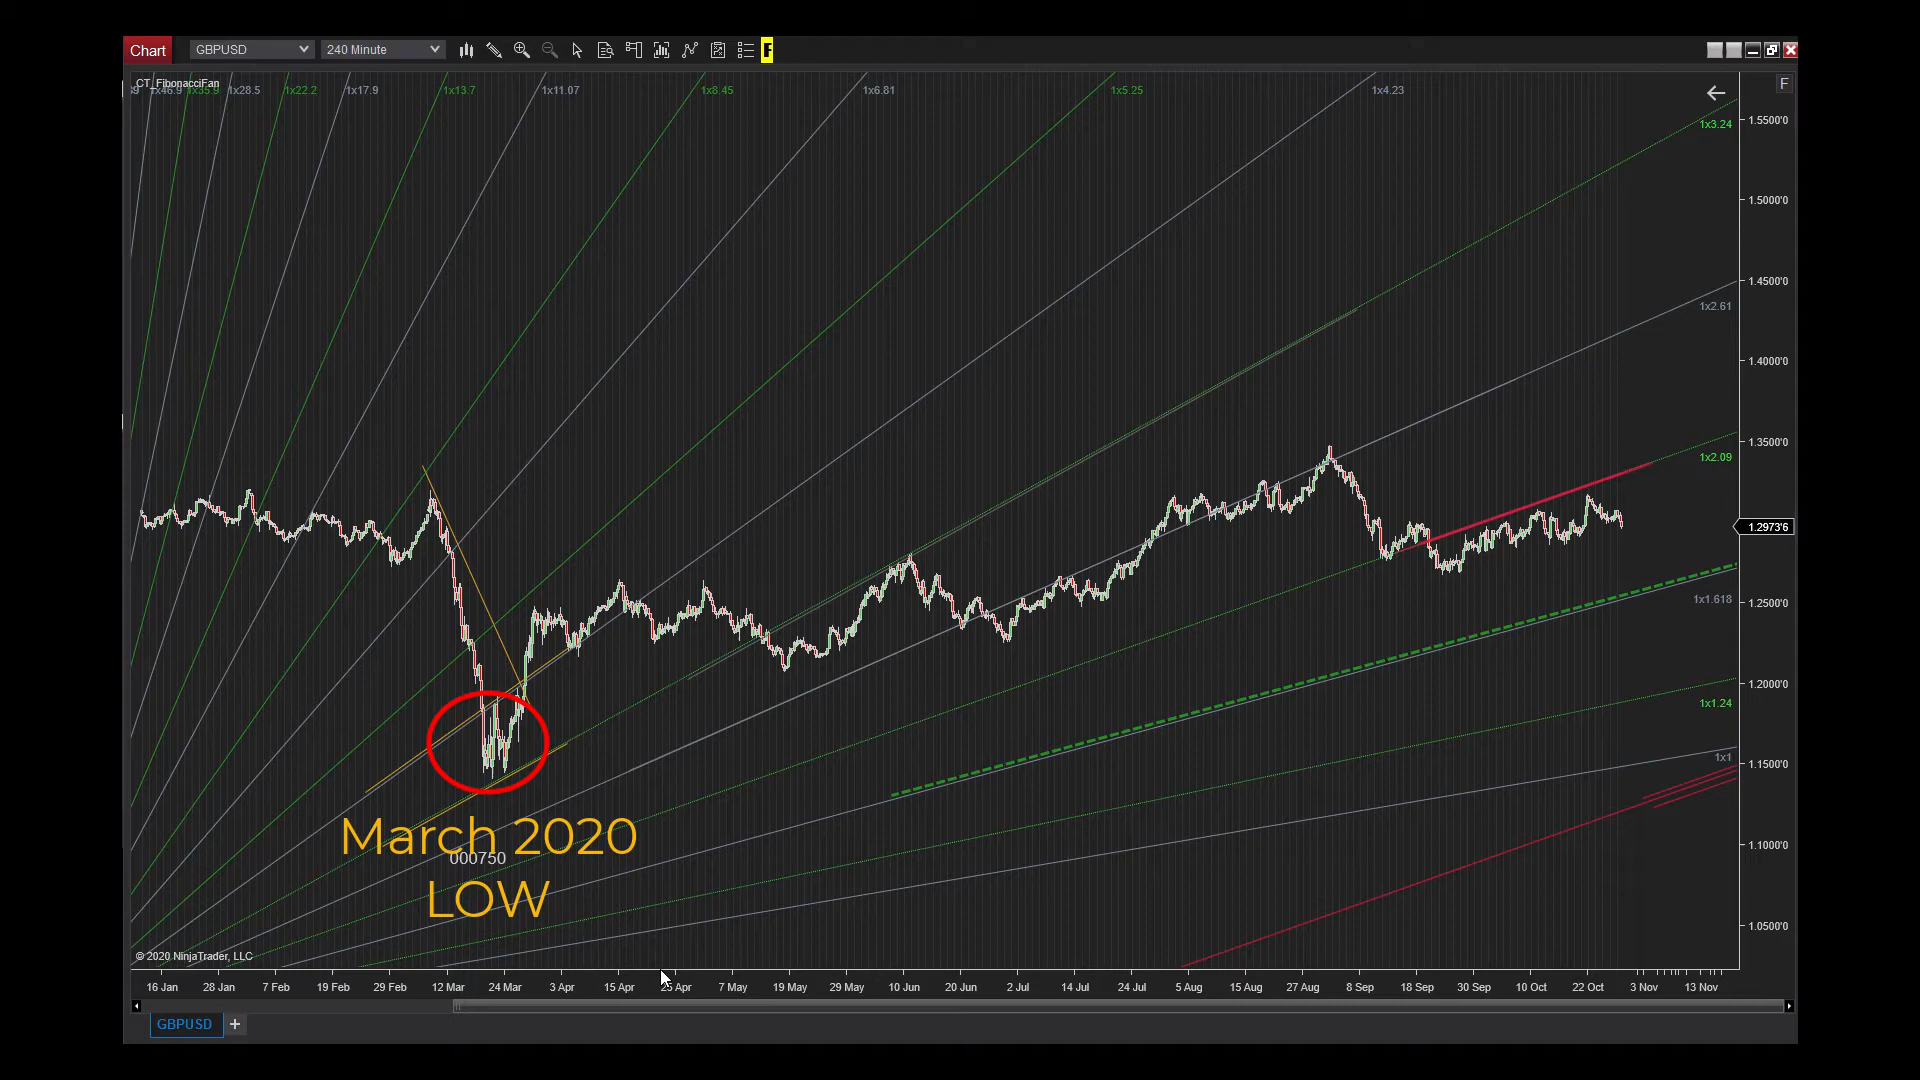 Chart GBPUSD 240 Minute F
CT_FibonacciFan F
1x46.9 1x35.9 1x28.5 1x22.2 1x17.9 1x13.7 1x11.07 1x8.45 1x6.81 1x5.25 1x4.23
1.5500'0
1x3.24
1.5000'0
1.4500'0
1x2.61
1.4000'0
1.3500'0
1x2.09
1.2973'6
1x1.618
1.2500'0
1.2000'0
1x1.24
1x1
1.1500'0
March 2020
000750
LOW
1.1000'0
1.0500'0
© 2020 NinjaTrader, LLC
16 Jan 28 Jan 7 Feb 19 Feb 29 Feb 12 Mar 24 Mar 3 Apr 15 Apr 25 Apr 7 May 19 May 29 May 10 Jun 20 Jun 2 Jul 14 Jul 24 Jul 5 Aug 15 Aug 27 Aug 8 Sep 18 Sep 30 Sep 10 Oct 22 Oct 3 Nov 13 Nov
GBPUSD +